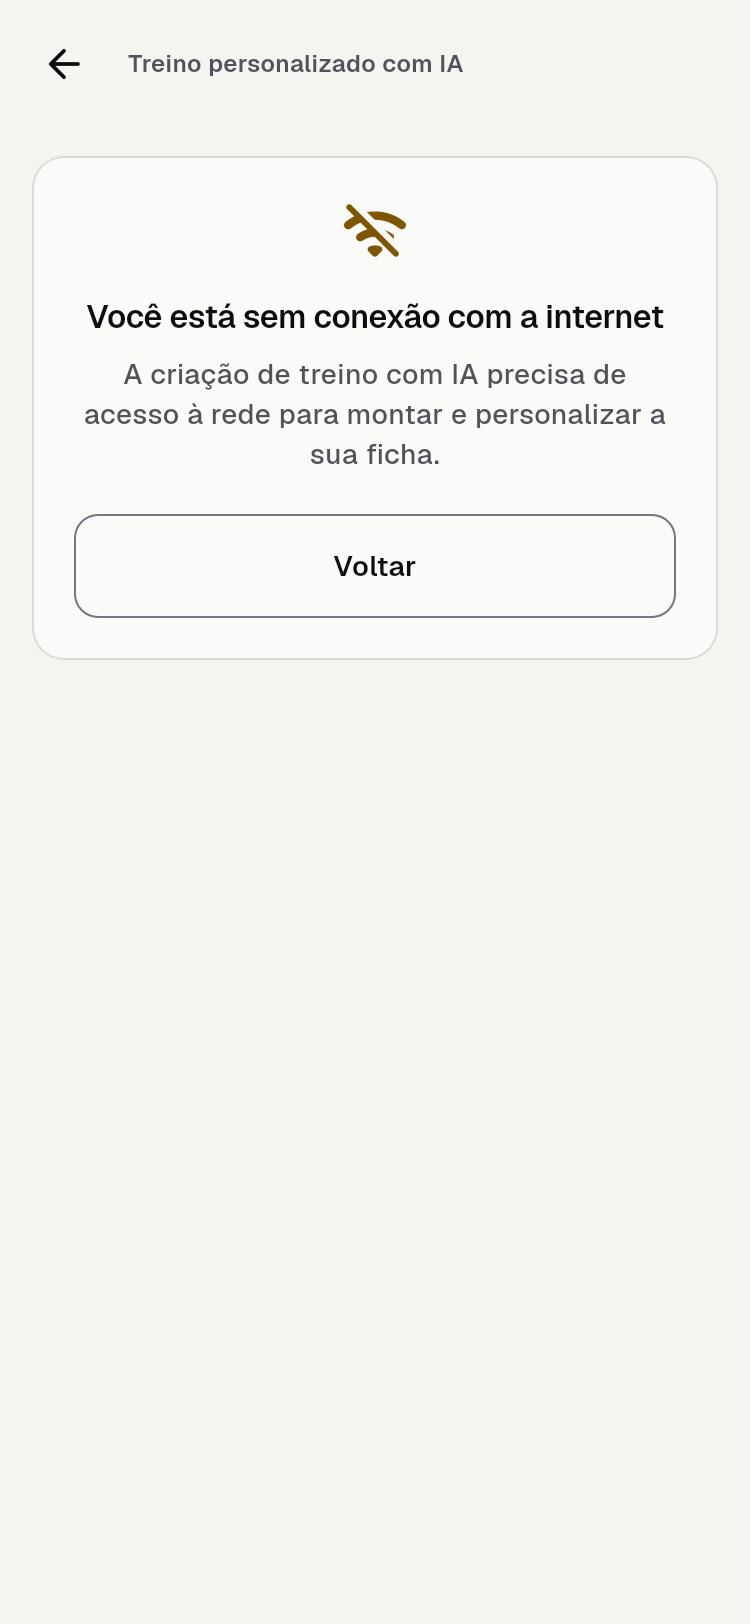 Treino personalizado com IA
Você está sem conexão com a internet
A criação de treino com IA precisa de
acesso à rede para montar e personalizar a
sua ficha.
Voltar